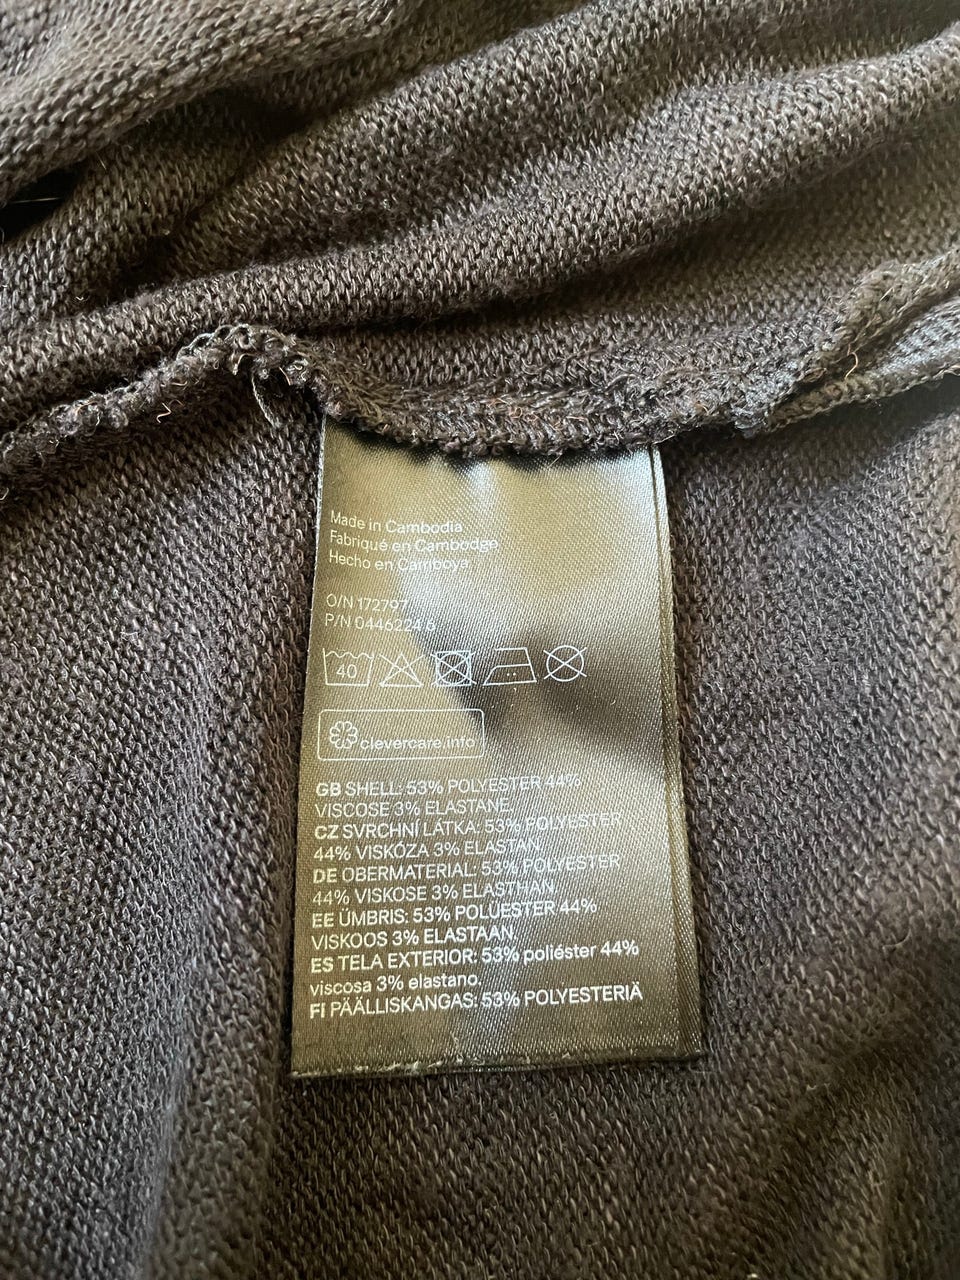 Made in Cambodia
Fabriqué en Cambodge
Hecho en Camboya
O/N 172797
P/N 0446224 6
40
clevercare.info
GB SHELL: 53% POLYESTER 44%
VISCOSE 3% ELASTANE.
CZ SVRCHNÍ LÁTKA: 53% POLYESTER
44% VISKÓZA 3% ELASTAN.
DE OBERMATERIAL: 53% POLYESTER
44% VISKOSE 3% ELASTHAN.
EE ÜMBRIS: 53% POLÜESTER 44%
VISKOOS 3% ELASTAAN.
ES TELA EXTERIOR: 53% poliéster 44%
viscosa 3% elastano.
FI PÄÄLLISKANGAS: 53% POLYESTERIÄ